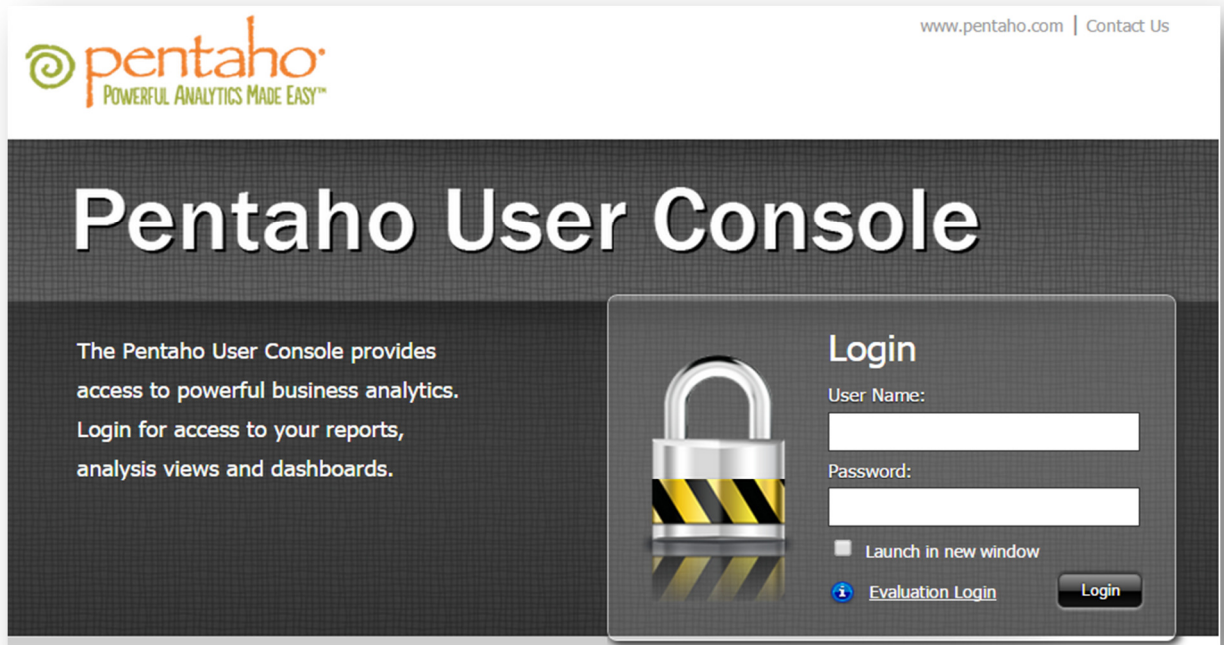 www.pentaho.com | Contact Us
pentaho
POWERFUL ANALYTICS MADE EASY™
Pentaho User Console
The Pentaho User Console provides
access to powerful business analytics.
Login for access to your reports,
analysis views and dashboards.
Login
User Name:
Password:
Launch in new window
Evaluation Login
Login